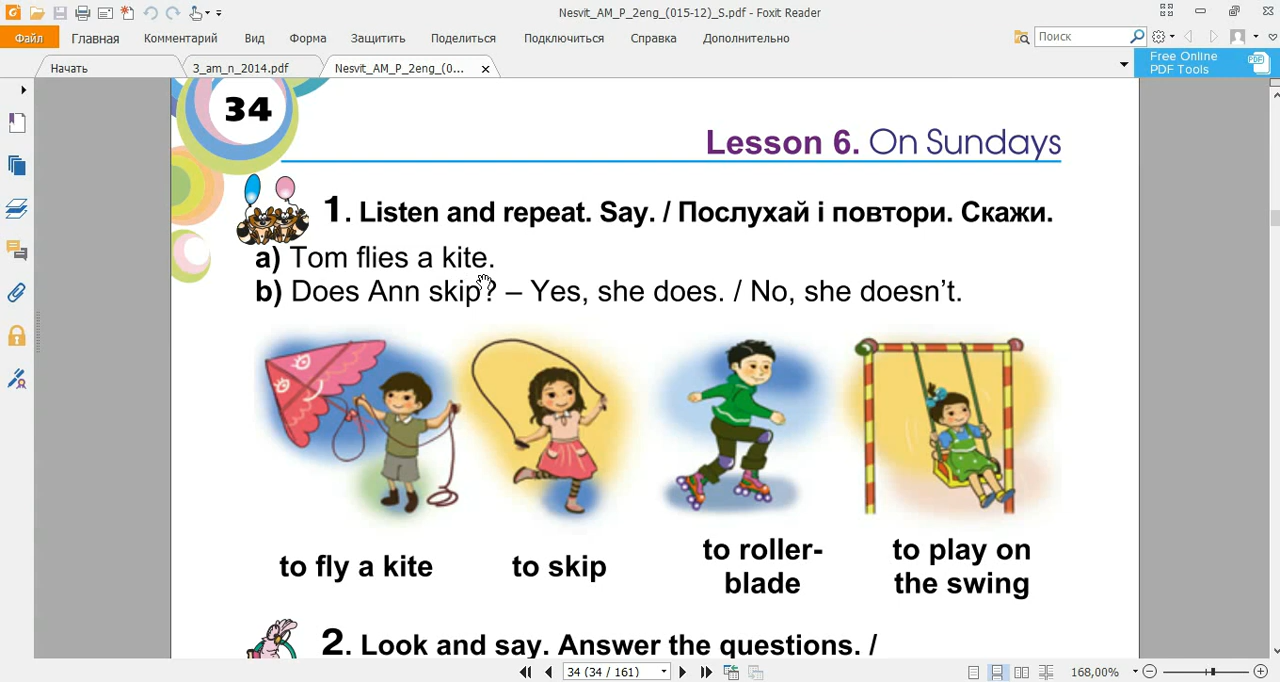 Nesvit_AM_P_2eng_(015-12)_S.pdf - Foxit Reader
Файл Главная Комментарий Вид Форма Защитить Поделиться Подключиться Справка Дополнительно Поиск
Начать 3_am_n_2014.pdf Nesvit_AM_P_2eng_(0... Free Online
PDF Tools
34
Lesson 6. On Sundays
1. Listen and repeat. Say. / Послухай і повтори. Скажи.
a) Tom flies a kite.
b) Does Ann skip? – Yes, she does. / No, she doesn't.
to fly a kite to skip to roller-
blade to play on
the swing
2. Look and say. Answer the questions. /
34 (34 / 161) 168,00%